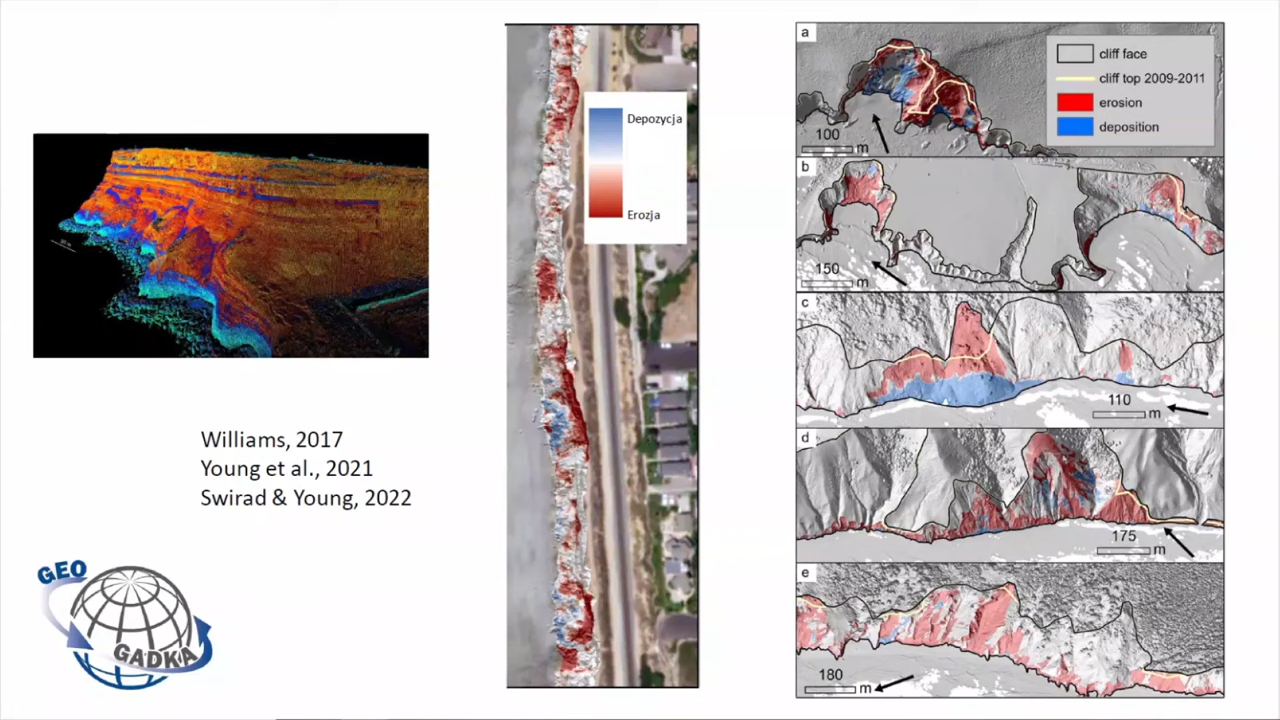 Williams, 2017
Young et al., 2021
Swirad & Young, 2022
GEO
GADKA
Depozycja
Erozja
a
cliff face
cliff top 2009-2011
erosion
deposition
100 m
b
150 m
c
110 m
d
175 m
e
180 m